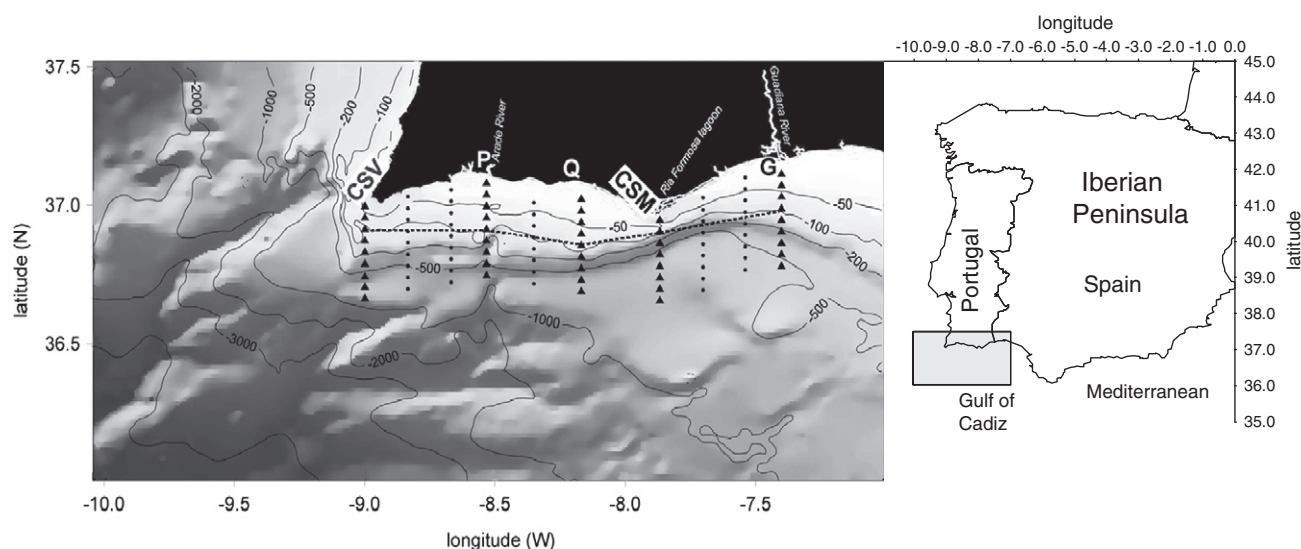 37.5
37.0
36.5
latitude (N)
-10.0
-9.5
-9.0
-8.5
-8.0
-7.5
longitude (W)
-2000
-1000
-500
-200
-100
CSV
P
Arade River
Q
CSM
Ria Formosa lagoon
Guadiana River
G
-50
-50
-100
-200
-500
-500
-1000
-2000
-3000
longitude
-10.0 -9.0 -8.0 -7.0 -6.0 -5.0 -4.0 -3.0 -2.0 -1.0 0.0
45.0
44.0
43.0
42.0
41.0
40.0
39.0
38.0
37.0
36.0
35.0
latitude
Iberian
Peninsula
Portugal
Spain
Mediterranean
Gulf of
Cadiz